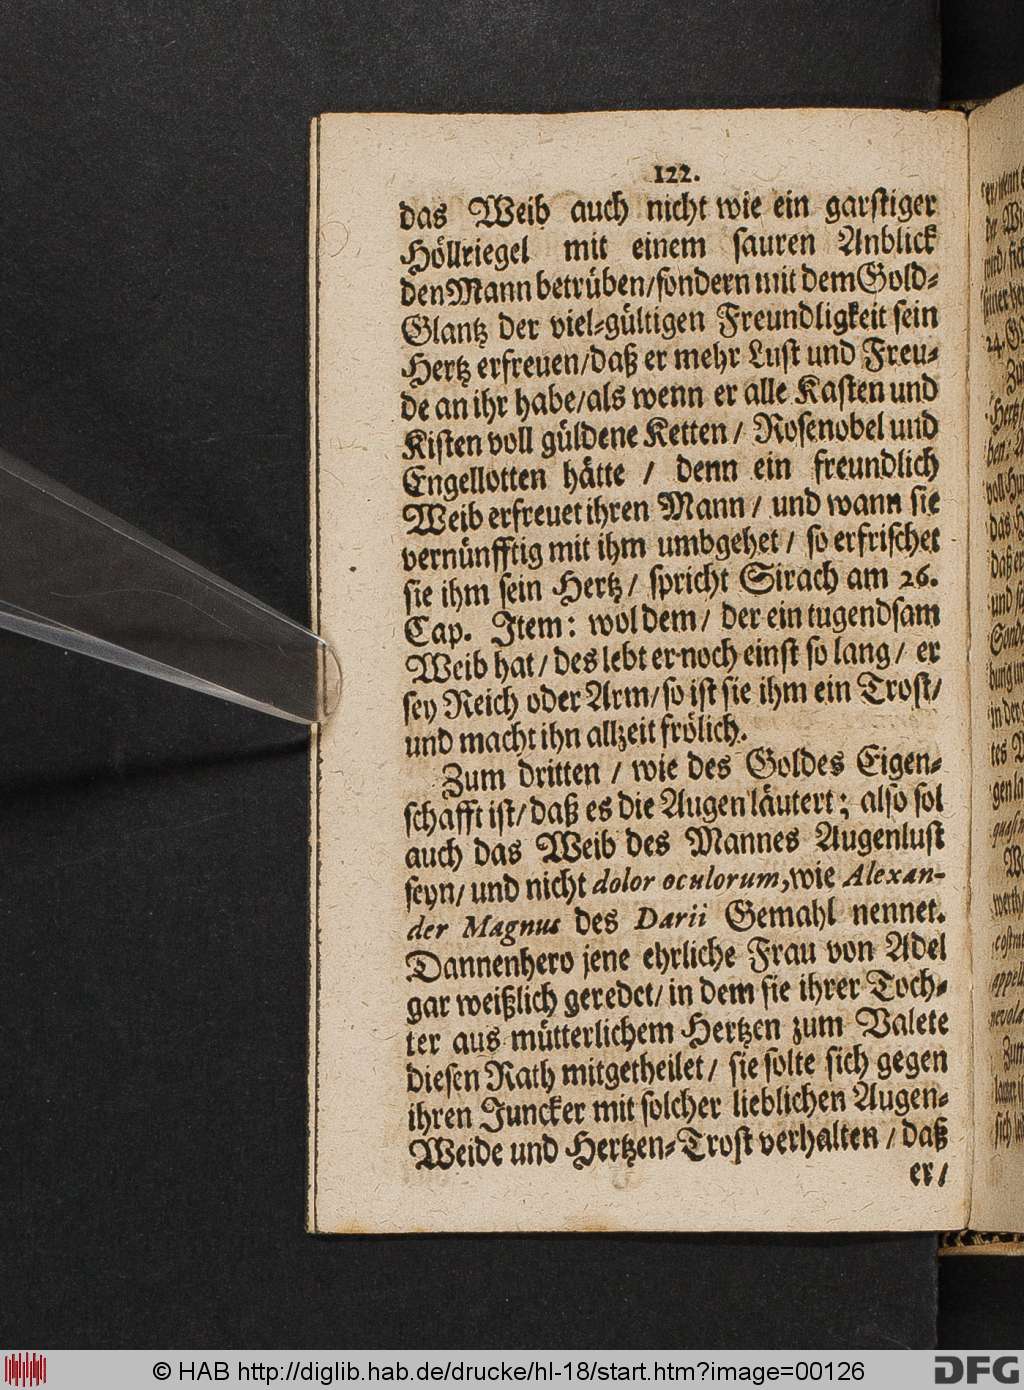 122.
das Weib auch nicht wie ein garstiger
Höllriegel mit einem sauren Anblick
den Mann betrüben/sondern mit dem Gold-
Glantz der viel-gültigen Freundligkeit sein
Hertz erfreuen/daß er mehr Lust und Freu-
de an ihr habe/als wenn er alle Kasten und
Kisten voll güldene Ketten / Rosenobel und
Engellotten hätte / denn ein freundlich
Weib erfreuet ihren Mann / und wann sie
vernünfftig mit ihm umbgehet / so erfrischet
sie ihm sein Hertz / spricht Sirach am 26.
Cap. Item: wol dem / der ein tugendsam
Weib hat / des lebt er noch einst so lang / er
sey Reich oder Arm/so ist sie ihm ein Trost/
und macht ihn allzeit frölich.
Zum dritten / wie des Goldes Eigen-
schafft ist/daß es die Augen läutert; also sol
auch das Weib des Mannes Augenlust
seyn/ und nicht dolor oculorum, wie Alexan-
der Magnus des Darii Gemahl nennet.
Dannenhero jene ehrliche Frau von Adel
gar weißlich geredet/ in dem sie ihrer Toch-
ter aus mütterlichem Hertzen zum Valete
diesen Rath mitgetheilet / sie solte sich gegen
ihren Juncker mit solcher lieblichen Augen-
Weide und Hertzen-Trost verhalten / daß
er /
© HAB http://diglib.hab.de/drucke/hl-18/start.htm?image=00126
DFG